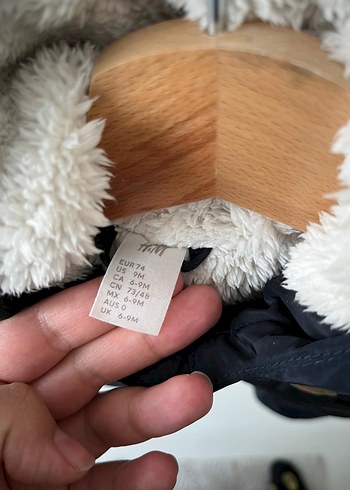 H&M
EUR 74
US 9M
CA 6-9M
CN 73/48
MX 6-9M
AUS 0
UK 6-9M